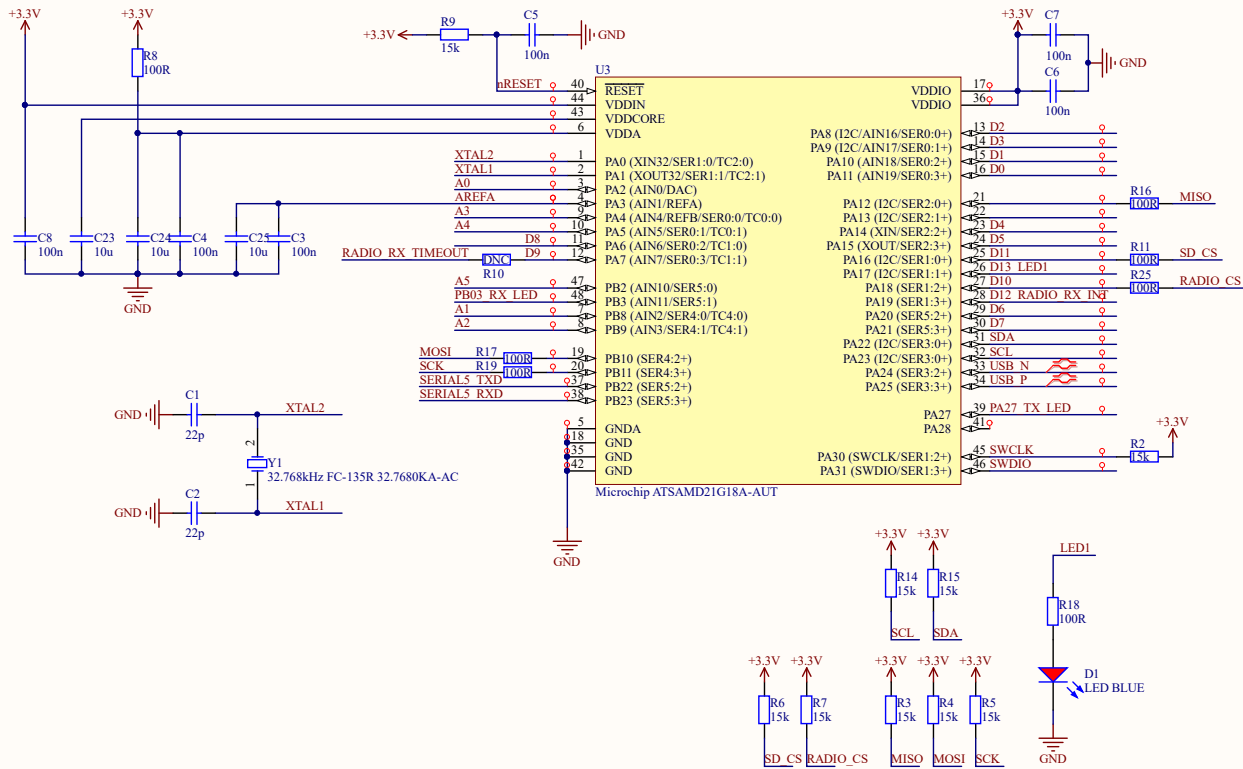 +3.3V
+3.3V
R8
100R
+3.3V
R9
15k
C5
100n
GND
+3.3V
C7
100n
C6
100n
GND
U3
nRESET 40 RESET
44 VDDIN
43 VDDCORE
6 VDDA
XTAL2 1 PA0 (XIN32/SER1:0/TC2:0)
XTAL1 2 PA1 (XOUT32/SER1:1/TC2:1)
A0 3 PA2 (AIN0/DAC)
AREFA 4 PA3 (AIN1/REFA)
A3 9 PA4 (AIN4/REFB/SER0:0/TC0:0)
A4 10 PA5 (AIN5/SER0:1/TC0:1)
D8 11 PA6 (AIN6/SER0:2/TC1:0)
RADIO_RX_TIMEOUT DNC D9 12 PA7 (AIN7/SER0:3/TC1:1)
R10
A5 47 PB2 (AIN10/SER5:0)
PB03_RX_LED 48 PB3 (AIN11/SER5:1)
A1 7 PB8 (AIN2/SER4:0/TC4:0)
A2 8 PB9 (AIN3/SER4:1/TC4:1)
MOSI R17 100R 19 PB10 (SER4:2+)
SCK R19 100R 20 PB11 (SER4:3+)
SERIAL5_TXD 37 PB22 (SER5:2+)
SERIAL5_RXD 38 PB23 (SER5:3+)
5 GNDA
18 GND
35 GND
42 GND
GND
VDDIO 17
VDDIO 36
PA8 (I2C/AIN16/SER0:0+) 13 D2
PA9 (I2C/AIN17/SER0:1+) 14 D3
PA10 (AIN18/SER0:2+) 15 D1
PA11 (AIN19/SER0:3+) 16 D0
PA12 (I2C/SER2:0+) 21 R16 100R MISO
PA13 (I2C/SER2:1+) 22
PA14 (XIN/SER2:2+) 23 D4
PA15 (XOUT/SER2:3+) 24 D5
PA16 (I2C/SER1:0+) 25 D11 R11 100R SD_CS
PA17 (I2C/SER1:1+) 26 D13_LED1
PA18 (SER1:2+) 27 D10 R25 100R RADIO_CS
PA19 (SER1:3+) 28 D12_RADIO_RX_INT
PA20 (SER5:2+) 29 D6
PA21 (SER5:3+) 30 D7
PA22 (I2C/SER3:0+) 31 SDA
PA23 (I2C/SER3:0+) 32 SCL
PA24 (SER3:2+) 33 USB_N
PA25 (SER3:3+) 34 USB_P
PA27 39 PA27_TX_LED
PA28 41
PA30 (SWCLK/SER1:2+) 45 SWCLK R2 15k +3.3V
PA31 (SWDIO/SER1:3+) 46 SWDIO
Microchip ATSAMD21G18A-AUT
C8
100n
C23
10u
C24
10u
C4
100n
C25
10u
C3
100n
GND
C1
GND
22p
XTAL2
2
Y1
32.768kHz FC-135R 32.7680KA-AC
1
C2
GND
22p
XTAL1
+3.3V
R14
15k
SCL
+3.3V
R15
15k
SDA
LED1
R18
100R
D1
LED BLUE
GND
+3.3V
R6
15k
SD_CS
+3.3V
R7
15k
RADIO_CS
+3.3V
R3
15k
MISO
+3.3V
R4
15k
MOSI
+3.3V
R5
15k
SCK